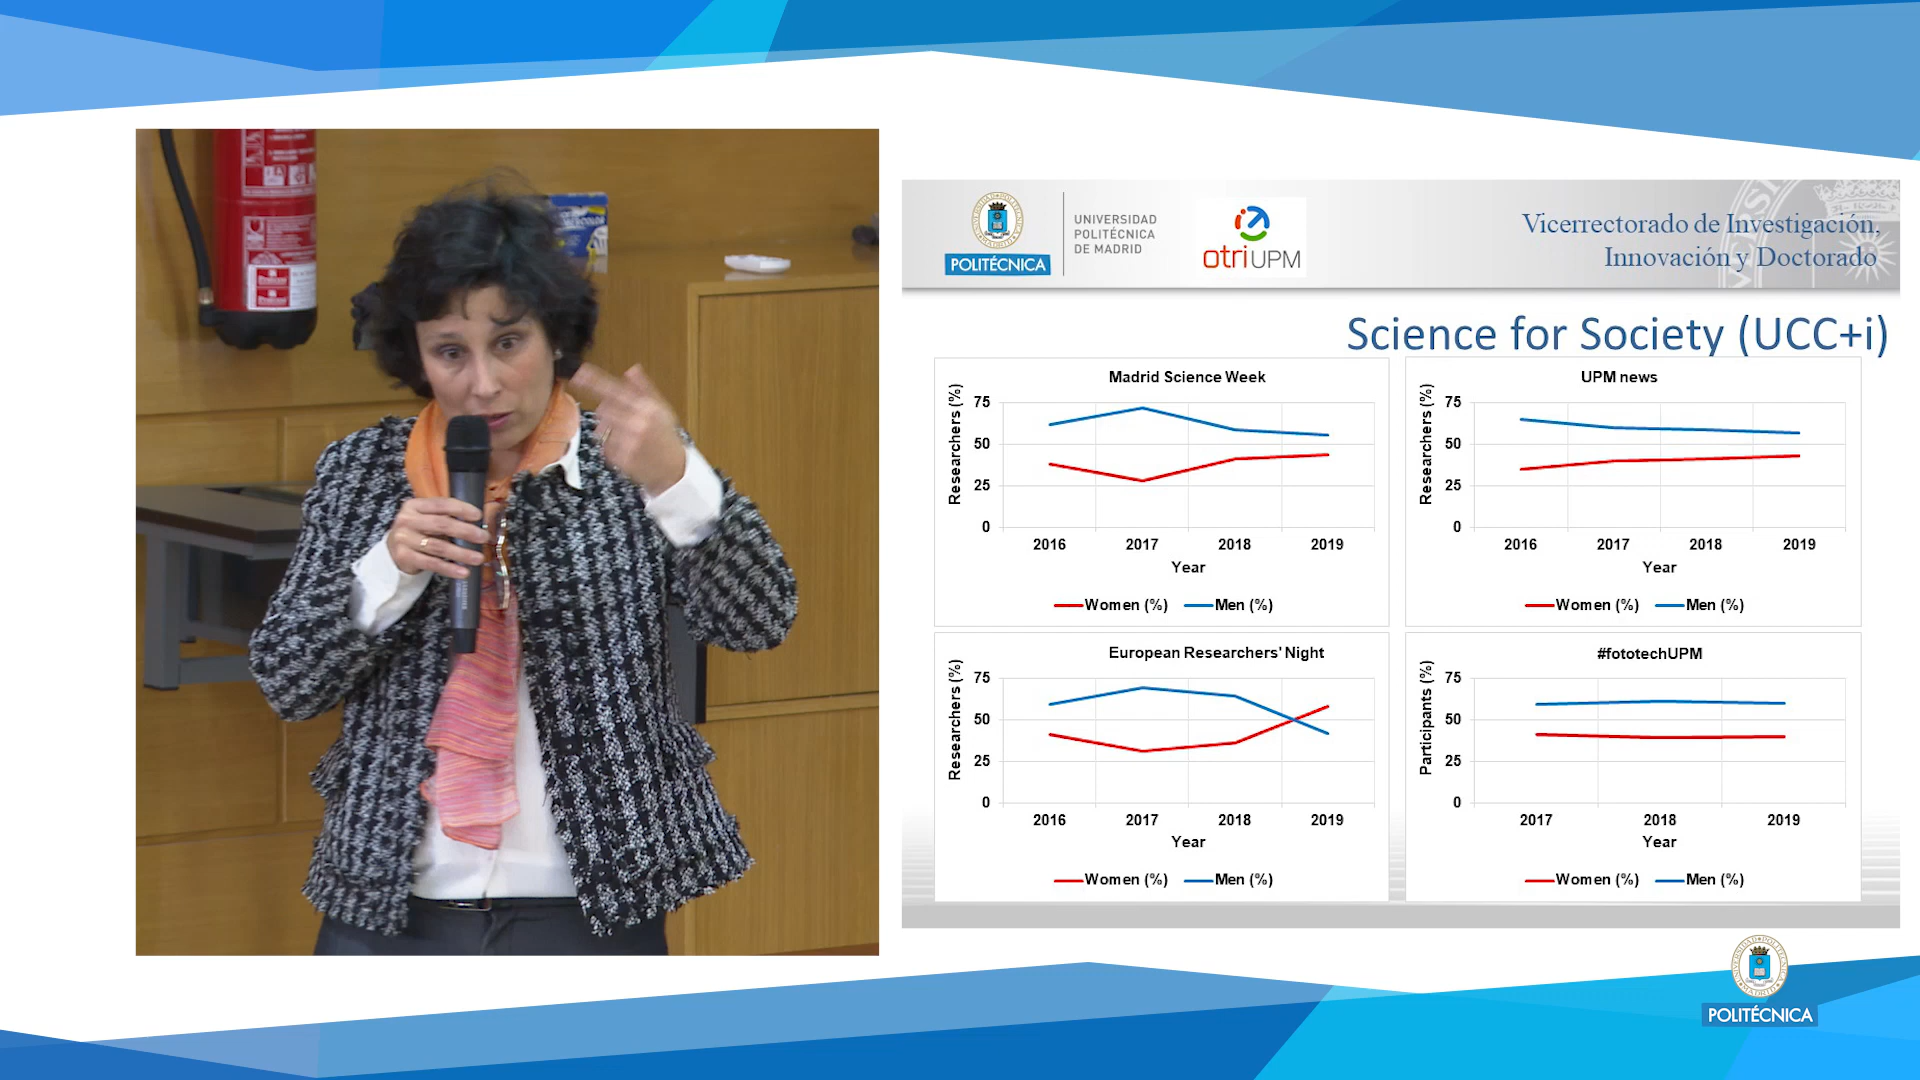 POLITÉCNICA
UNIVERSIDAD
POLITÉCNICA
DE MADRID
otriUPM
Vicerrectorado de Investigación,
Innovación y Doctorado
Science for Society (UCC+i)
Madrid Science Week
Researchers (%)
75
50
25
0
2016 2017 2018 2019
Year
Women (%) Men (%)
UPM news
Researchers (%)
75
50
25
0
2016 2017 2018 2019
Year
Women (%) Men (%)
European Researchers' Night
Researchers (%)
75
50
25
0
2016 2017 2018 2019
Year
Women (%) Men (%)
#fototechUPM
Participants (%)
75
50
25
0
2017 2018 2019
Year
Women (%) Men (%)
POLITÉCNICA